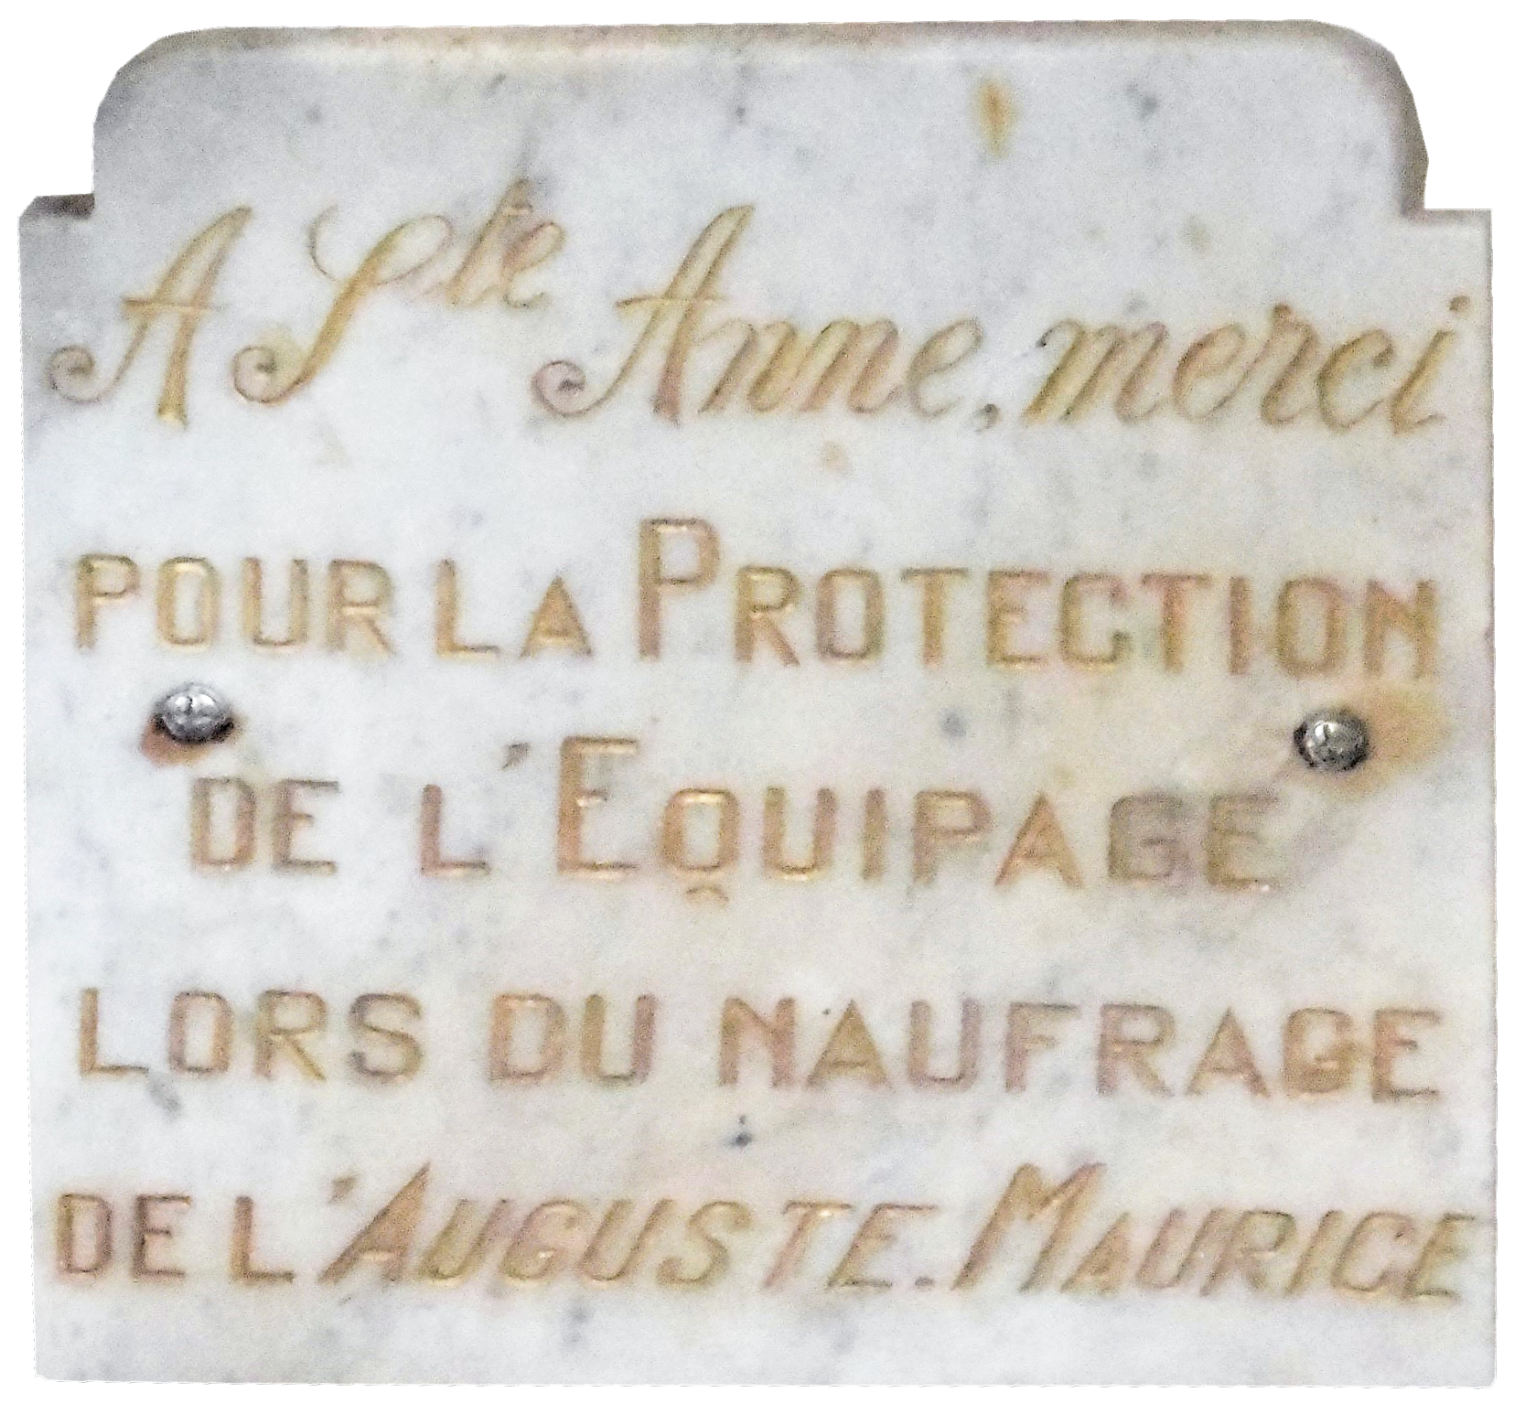 A Ste Anne, merci
POUR LA PROTECTION
DE L'EQUIPAGE
LORS DU NAUFRAGE
DE L'AUGUSTE.MAURICE